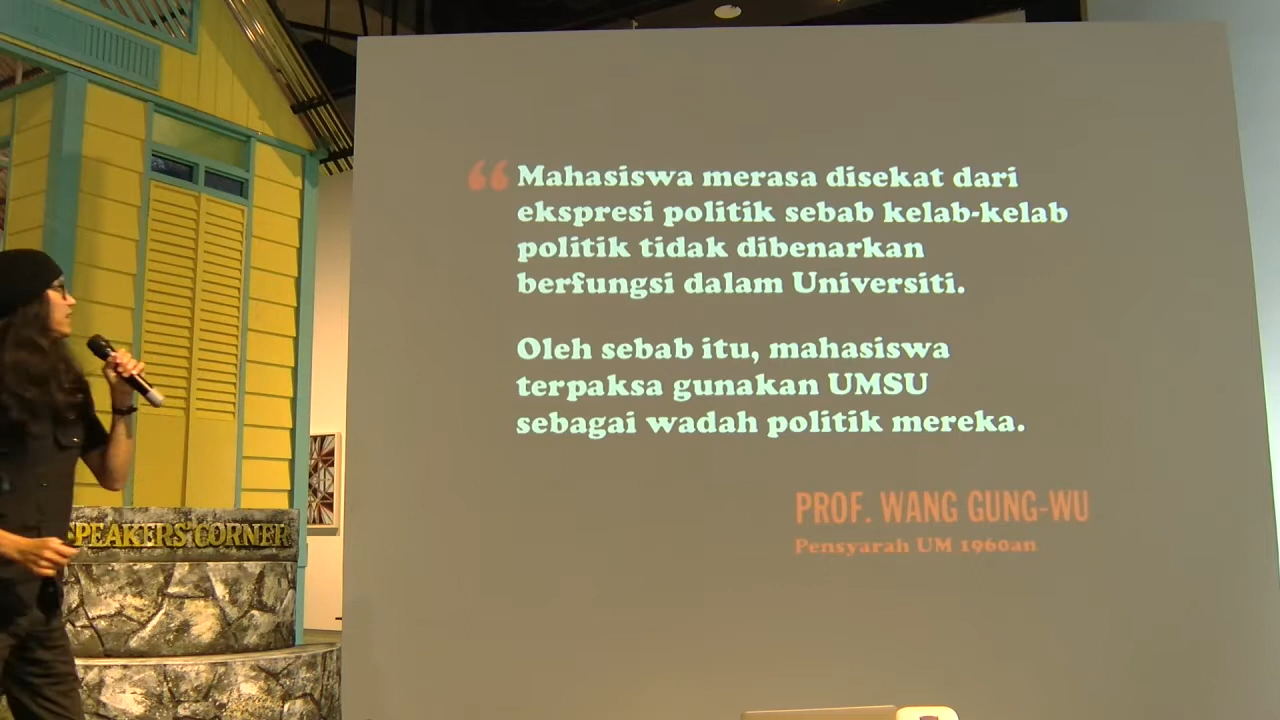 “Mahasiswa merasa disekat dari
ekspresi politik sebab kelab-kelab
politik tidak dibenarkan
berfungsi dalam Universiti.
Oleh sebab itu, mahasiswa
terpaksa gunakan UMSU
sebagai wadah politik mereka.
PROF. WANG GUNG-WU
Pensyarah UM 1960an
PEAKERS' CORNER